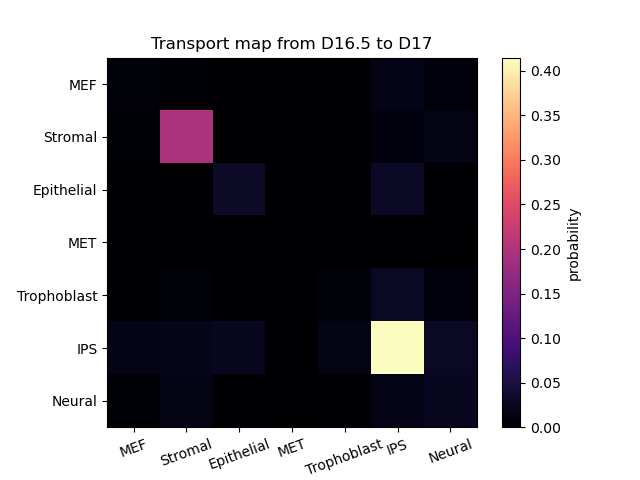 Transport map from D16.5 to D17
MEF
Stromal
Epithelial
MET
Trophoblast
IPS
Neural
MEF Stromal Epithelial MET Trophoblast IPS Neural
0.40
0.35
0.30
0.25
0.20
0.15
0.10
0.05
0.00
probability